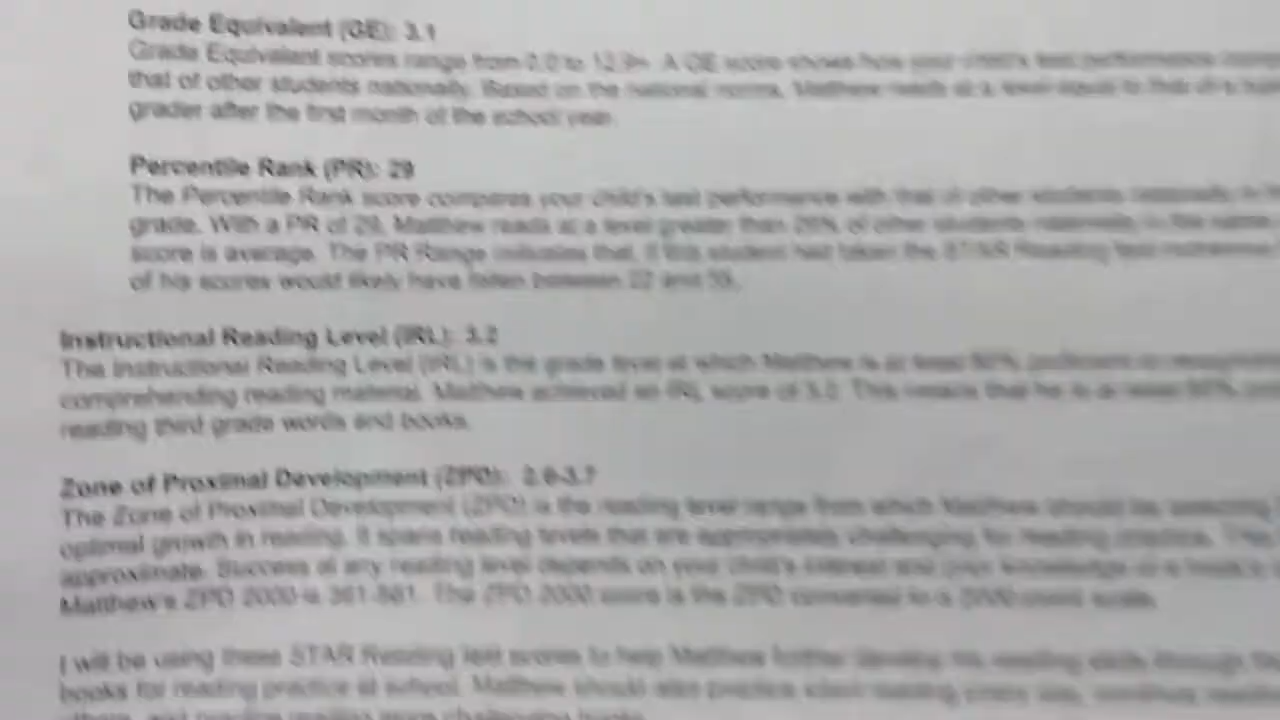 Grade Equivalent (GE): 3.1
Grade Equivalent scores range from 0.0 to 12.9+. A GE score shows how your child's test performance
that of other students nationally. Based on the national norms, Matthew reads at a level equal to that of a
grader after the first month of the school year.
Percentile Rank (PR): 29
The Percentile Rank score compares your child's test performance with that of other students nationally in
grade. With a PR of 29, Matthew reads at a level greater than of other students nationally in the same
score is average. The PR Range indicates that, if this student had taken the STAR Reading test numerous
of his scores would likely have fallen between 22 and
Instructional Reading Level (IRL): 3.2
The Instructional Reading Level (IRL) is the grade level at which Matthew is at least 80% proficient at recognizing
comprehending reading material. Matthew achieved an IRL score of 3.2. This means that he is at least 80%
reading third grade words and books.
Zone of Proximal Development (ZPD): 2.6-3.7
The Zone of Proximal Development (ZPD) is the reading level range from which Matthew should be selecting
optimal growth in reading. It spans reading levels that are appropriately challenging for reading practice. This
approximate. Success at any reading level depends on your child's interest and prior knowledge of a book's
Matthew's ZPD 2000 is The ZPD 2000 score is the ZPD converted to a 2000-point scale.
I will be using these STAR Reading test scores to help Matthew further develop his reading skills through
books for reading practice at school. Matthew should also practice
and practice reading more challenging books.